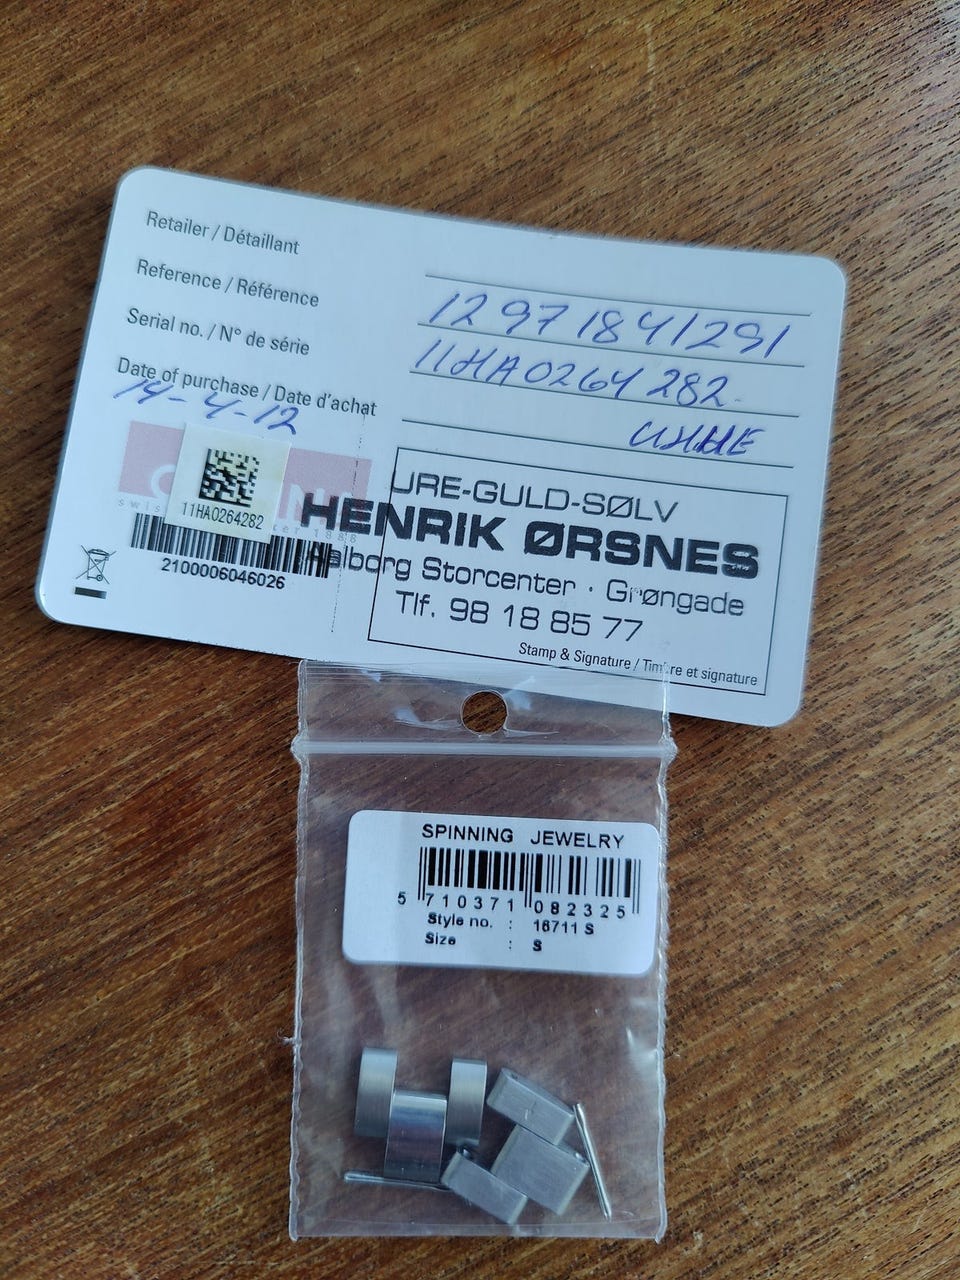 Retailer / Détaillant
Reference / Référence
12971841291
Serial no. / N° de série
11HA0264282
Date of purchase / Date d'achat
14-4-12
11HA0264282
2100006046026
URE-GULD-SØLV
HENRIK ØRSNES
Aalborg Storcenter · Grøngade
Tlf. 98 18 85 77
Stamp & Signature / Timbre et signature
SPINNING JEWELRY
5 710371 082325
Style no. : 16711 S
Size : S